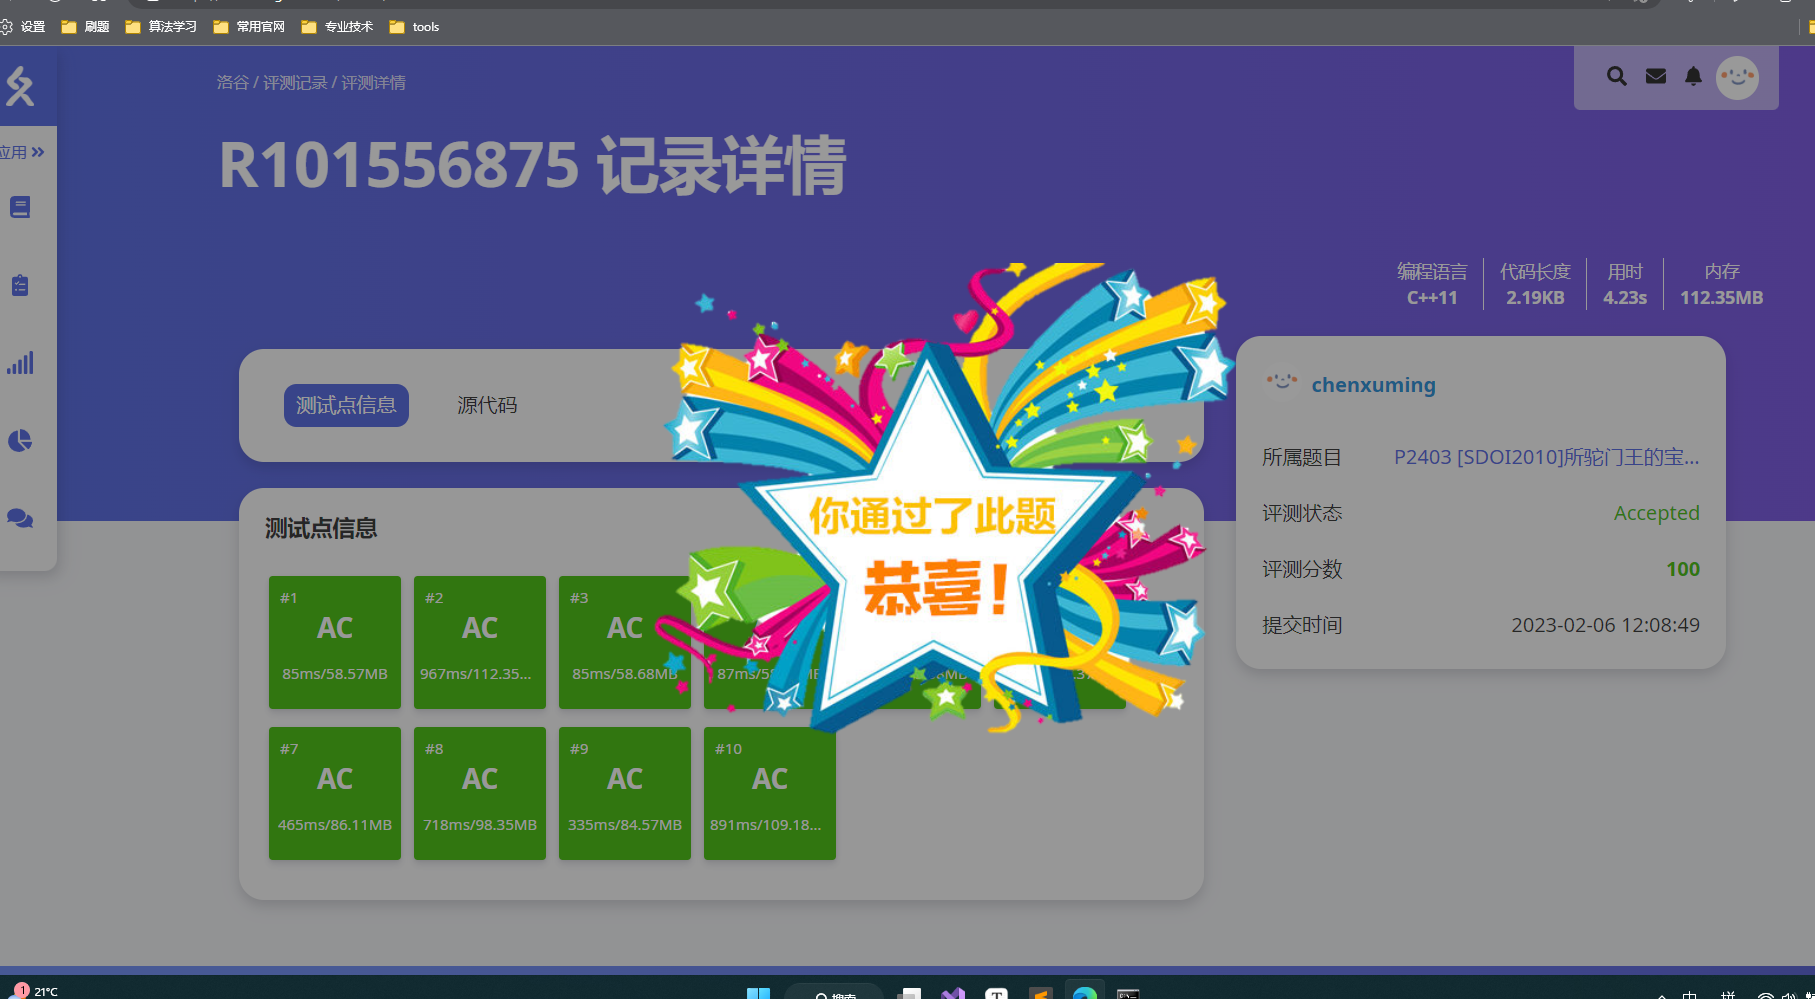 设置 刷题 算法学习 常用官网 专业技术 tools
洛谷 / 评测记录 / 评测详情
应用
R101556875 记录详情
编程语言 代码长度 用时 内存
C++11 2.19KB 4.23s 112.35MB
测试点信息 源代码
chenxuming
所属题目 P2403 [SDOI2010]所驼门王的宝...
评测状态 Accepted
评测分数 100
提交时间 2023-02-06 12:08:49
你通过了此题
恭喜!
测试点信息
#1 #2 #3
AC AC AC
85ms/58.57MB 967ms/112.35... 85ms/58.68MB
#7 #8 #9 #10
AC AC AC AC
465ms/86.11MB 718ms/98.35MB 335ms/84.57MB 891ms/109.18...
1 21°C
搜索
中 拼